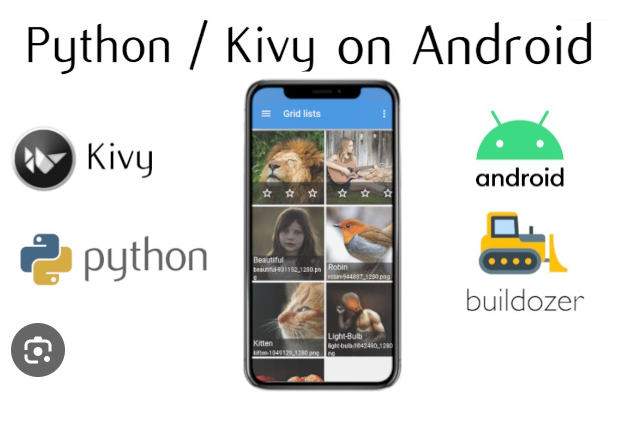 Python / Kivy on Android
Kivy
python
Grid lists
Beautiful
beautiful-931152_1280.pn
g
Robin
robin-944887_1280.png
Kitten
kitten-1049129_1280.png
Light-Bulb
light-bulb-1042480_1280
png
android
buildozer